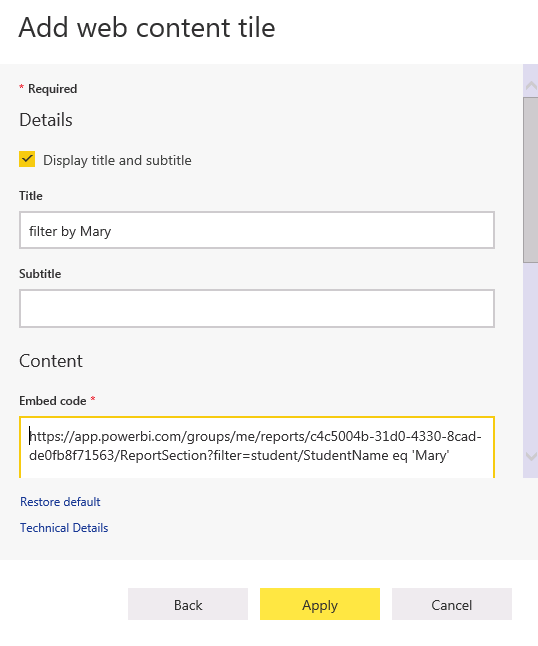 Add web content tile
* Required
Details
Display title and subtitle
Title
filter by Mary
Subtitle
Content
Embed code *
https://app.powerbi.com/groups/me/reports/c4c5004b-31d0-4330-8cad-
de0fb8f71563/ReportSection?filter=student/StudentName eq 'Mary'
Restore default
Technical Details
Back
Apply
Cancel